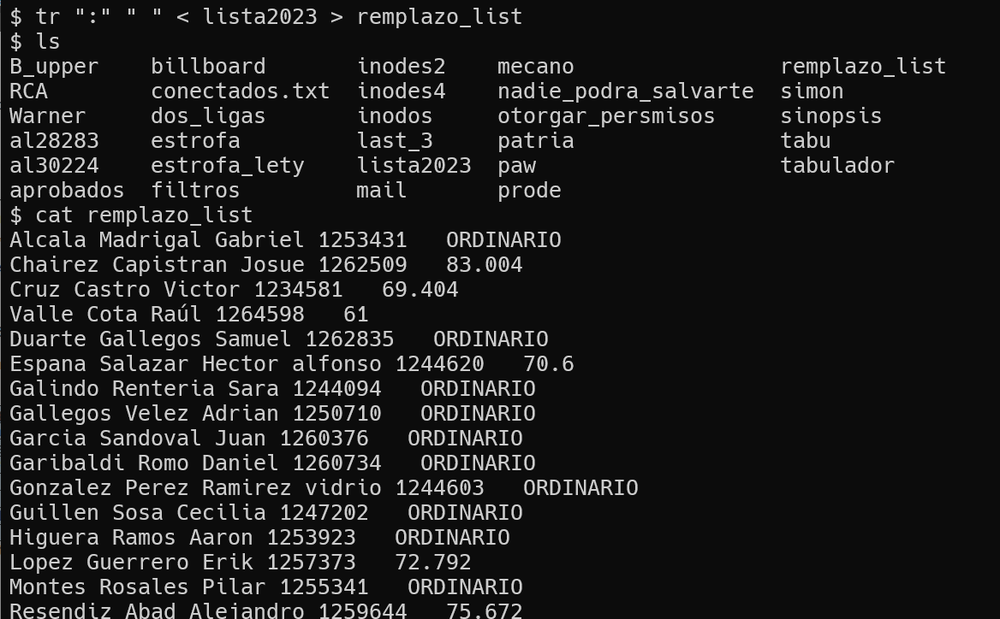 $ tr ":" " " < lista2023 > remplazo_list
$ ls
B_upper    billboard       inodes2    mecano                remplazo_list
RCA        conectados.txt  inodes4    nadie_podra_salvarte  simon
Warner     dos_ligas       inodos     otorgar_persmisos     sinopsis
al28283    estrofa         last_3     patria                tabu
al30224    estrofa_lety    lista2023  paw                   tabulador
aprobados  filtros         mail       prode
$ cat remplazo_list
Alcala Madrigal Gabriel 1253431   ORDINARIO
Chairez Capistran Josue 1262509   83.004
Cruz Castro Victor 1234581   69.404
Valle Cota Raúl 1264598   61
Duarte Gallegos Samuel 1262835   ORDINARIO
Espana Salazar Hector alfonso 1244620   70.6
Galindo Renteria Sara 1244094   ORDINARIO
Gallegos Velez Adrian 1250710   ORDINARIO
Garcia Sandoval Juan 1260376   ORDINARIO
Garibaldi Romo Daniel 1260734   ORDINARIO
Gonzalez Perez Ramirez vidrio 1244603   ORDINARIO
Guillen Sosa Cecilia 1247202   ORDINARIO
Higuera Ramos Aaron 1253923   ORDINARIO
Lopez Guerrero Erik 1257373   72.792
Montes Rosales Pilar 1255341   ORDINARIO
Resendiz Abad Alejandro 1259644   75.672